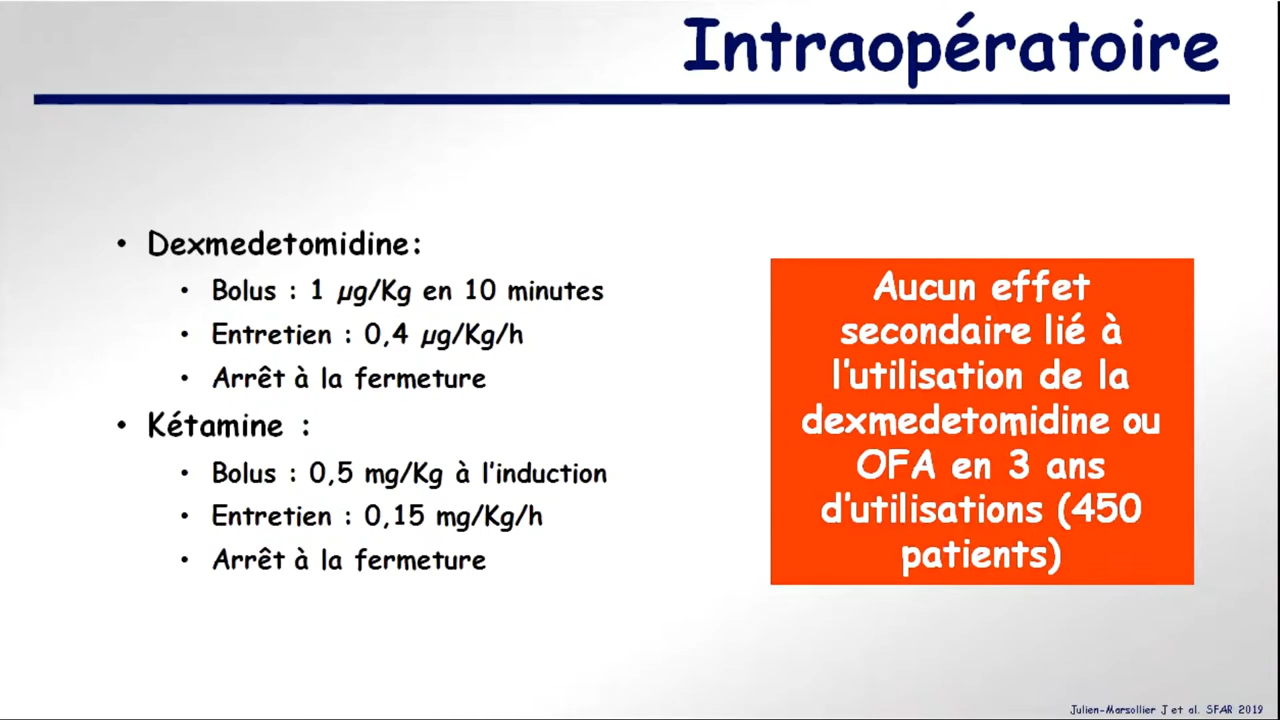 Intraopératoire
• Dexmedetomidine:
• Bolus : 1 µg/Kg en 10 minutes
• Entretien : 0,4 µg/Kg/h
• Arrêt à la fermeture
• Kétamine :
• Bolus : 0,5 mg/Kg à l'induction
• Entretien : 0,15 mg/Kg/h
• Arrêt à la fermeture
Aucun effet
secondaire lié à
l'utilisation de la
dexmedetomidine ou
OFA en 3 ans
d'utilisations (450
patients)
Julien-Marsollier J et al. SFAR 2019